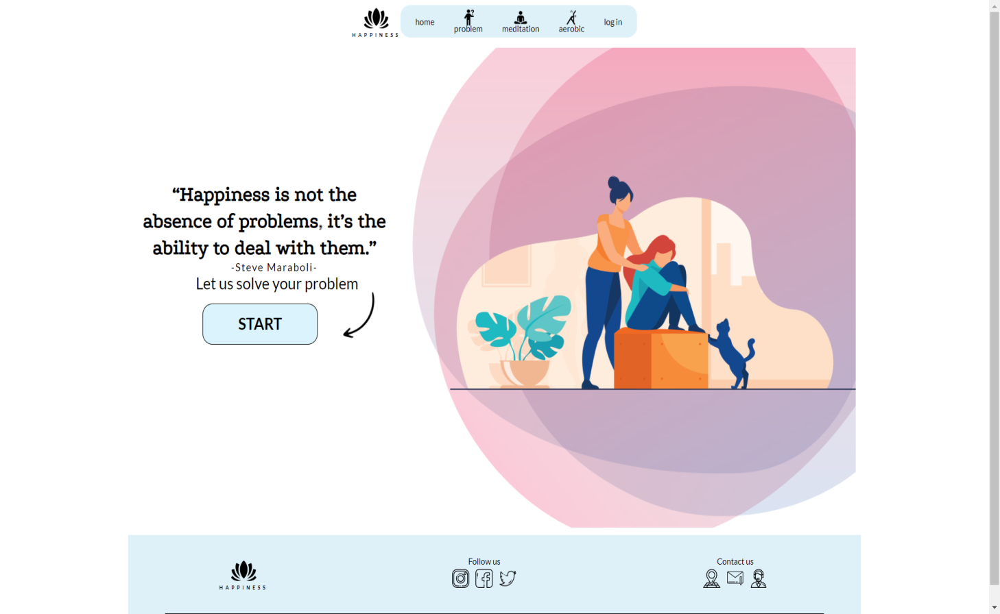 HAPPINESS
home
problem
meditation
aerobic
log in
“Happiness is not the
absence of problems, it’s the
ability to deal with them.”
-Steve Maraboli-
Let us solve your problem
START
HAPPINESS
Follow us
Contact us